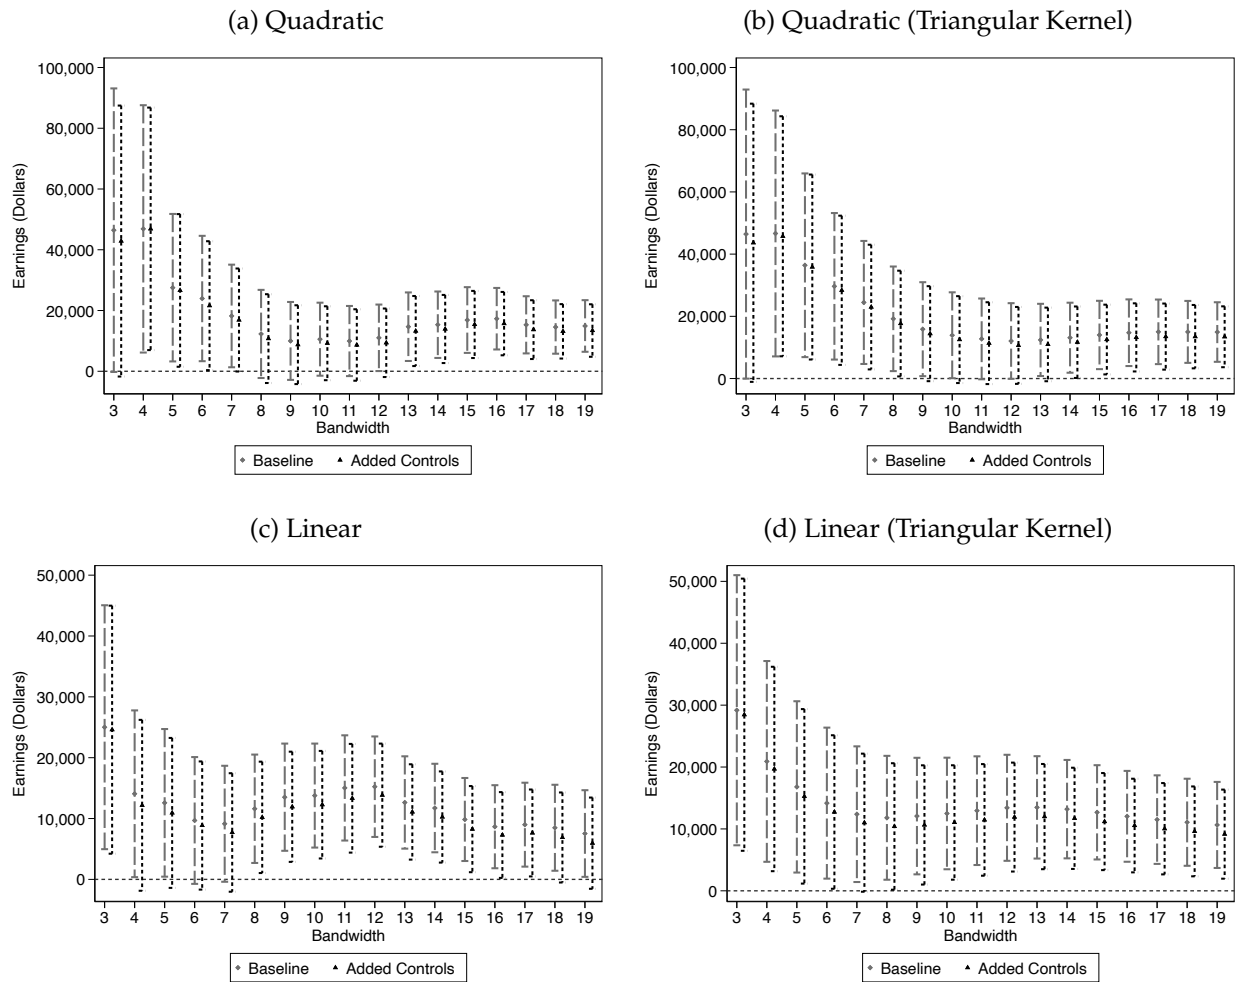 (a) Quadratic
100,000
80,000
60,000
40,000
20,000
0
Earnings (Dollars)
3 4 5 6 7 8 9 10 11 12 13 14 15 16 17 18 19
Bandwidth
Baseline Added Controls
(b) Quadratic (Triangular Kernel)
100,000
80,000
60,000
40,000
20,000
0
Earnings (Dollars)
3 4 5 6 7 8 9 10 11 12 13 14 15 16 17 18 19
Bandwidth
Baseline Added Controls
(c) Linear
50,000
40,000
30,000
20,000
10,000
0
Earnings (Dollars)
3 4 5 6 7 8 9 10 11 12 13 14 15 16 17 18 19
Bandwidth
Baseline Added Controls
(d) Linear (Triangular Kernel)
50,000
40,000
30,000
20,000
10,000
0
Earnings (Dollars)
3 4 5 6 7 8 9 10 11 12 13 14 15 16 17 18 19
Bandwidth
Baseline Added Controls